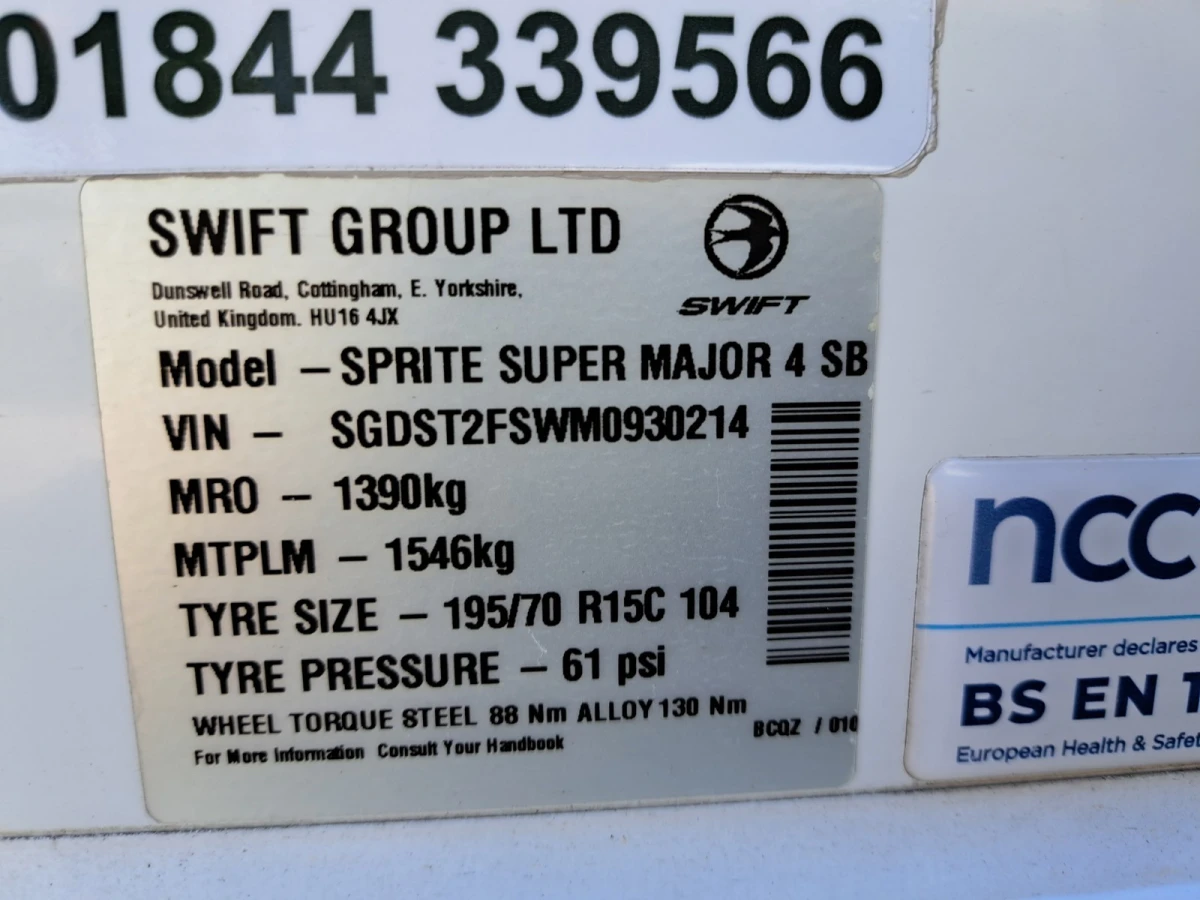 01844 339566
SWIFT GROUP LTD
Dunswell Road, Cottingham, E. Yorkshire,
United Kingdom. HU16 4JX
SWIFT
Model – SPRITE SUPER MAJOR 4 SB
VIN – SGDST2FSWM0930214
MRO – 1390kg
MTPLM – 1546kg
TYRE SIZE – 195/70 R15C 104
TYRE PRESSURE – 61 psi
WHEEL TORQUE STEEL 88 Nm ALLOY 130 Nm
For More Information Consult Your Handbook
BCQZ / 010
ncc
Manufacturer declares
BS EN 1
European Health & Safet